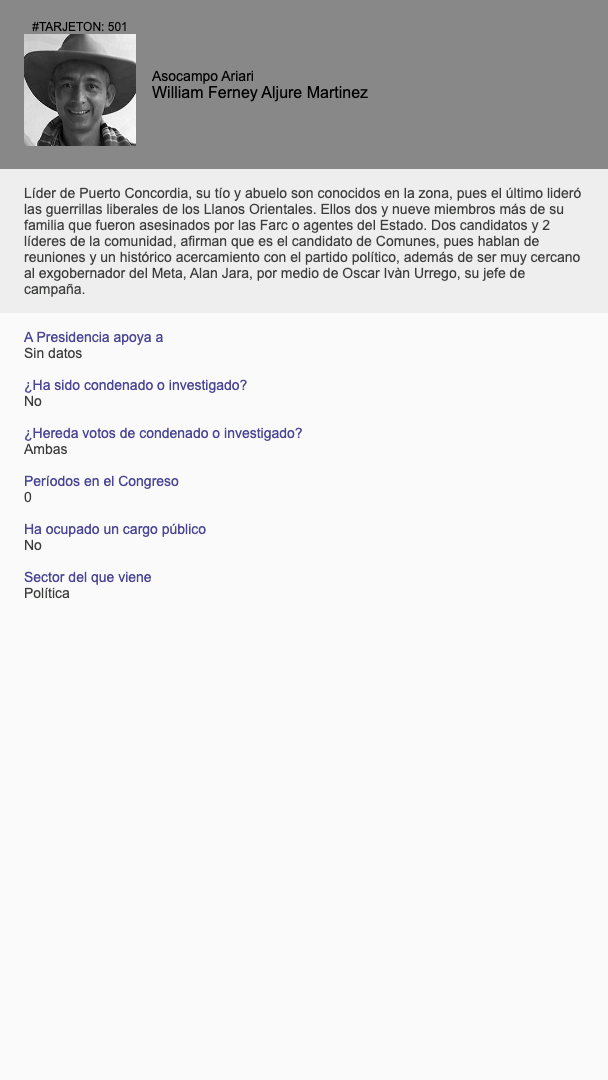 #TARJETON: 501
Asocampo Ariari
William Ferney Aljure Martinez
Líder de Puerto Concordia, su tío y abuelo son conocidos en la zona, pues el último lideró
las guerrillas liberales de los Llanos Orientales. Ellos dos y nueve miembros más de su
familia que fueron asesinados por las Farc o agentes del Estado. Dos candidatos y 2
líderes de la comunidad, afirman que es el candidato de Comunes, pues hablan de
reuniones y un histórico acercamiento con el partido político, además de ser muy cercano
al exgobernador del Meta, Alan Jara, por medio de Oscar Ivàn Urrego, su jefe de
campaña.
A Presidencia apoya a
Sin datos
¿Ha sido condenado o investigado?
No
¿Hereda votos de condenado o investigado?
Ambas
Períodos en el Congreso
0
Ha ocupado un cargo público
No
Sector del que viene
Política